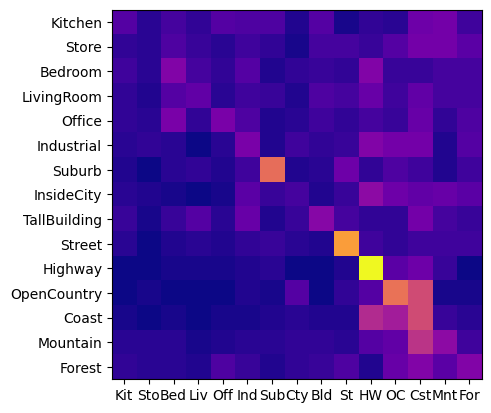 Kitchen
Store
Bedroom
LivingRoom
Office
Industrial
Suburb
InsideCity
TallBuilding
Street
Highway
OpenCountry
Coast
Mountain
Forest
Kit Sto Bed Liv Off Ind Sub Cty Bld St HW OC Cst Mnt For